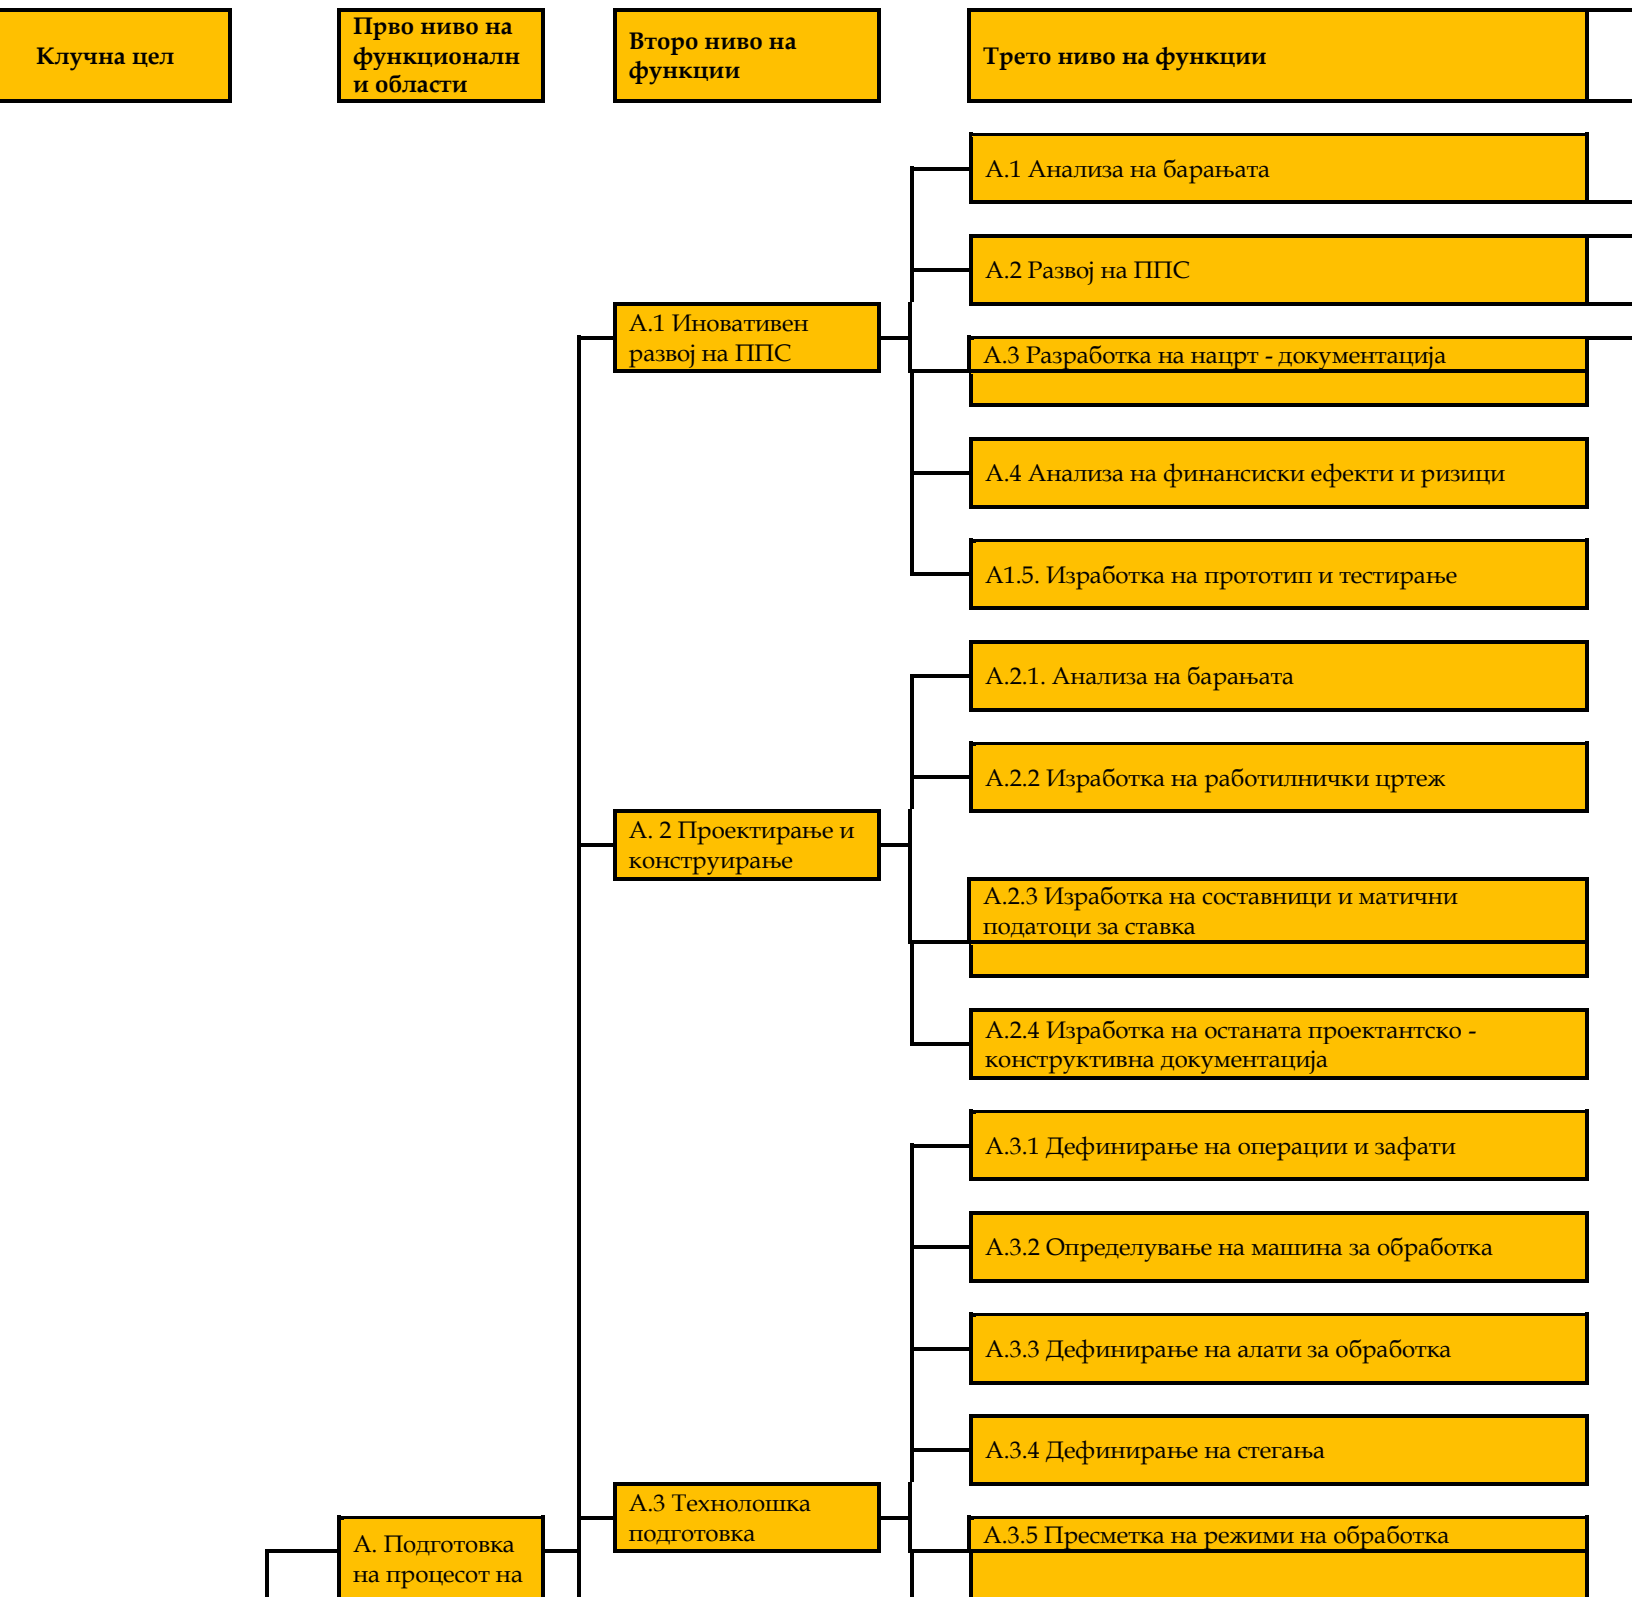 Клучна цел
Прво ниво на
функционалн
и области
Второ ниво на
функции
Трето ниво на функции
А.1 Анализа на барањата
А.2 Развој на ППС
А.1 Иновативен
развој на ППС
А.3 Разработка на нацрт - документација
А.4 Анализа на финансиски ефекти и ризици
А1.5. Изработка на прототип и тестирање
А.2.1. Анализа на барањата
А.2.2 Изработка на работилнички цртеж
А. 2 Проектирање и
конструирање
А.2.3 Изработка на составници и матични
податоци за ставка
А.2.4 Изработка на останата проектантско -
конструктивна документација
А.3.1 Дефинирање на операции и зафати
А.3.2 Определување на машина за обработка
А.3.3 Дефинирање на алати за обработка
А.3.4 Дефинирање на стегања
А.3 Технолошка
подготовка
А.3.5 Пресметка на режими на обработка
А. Подготовка
на процесот на